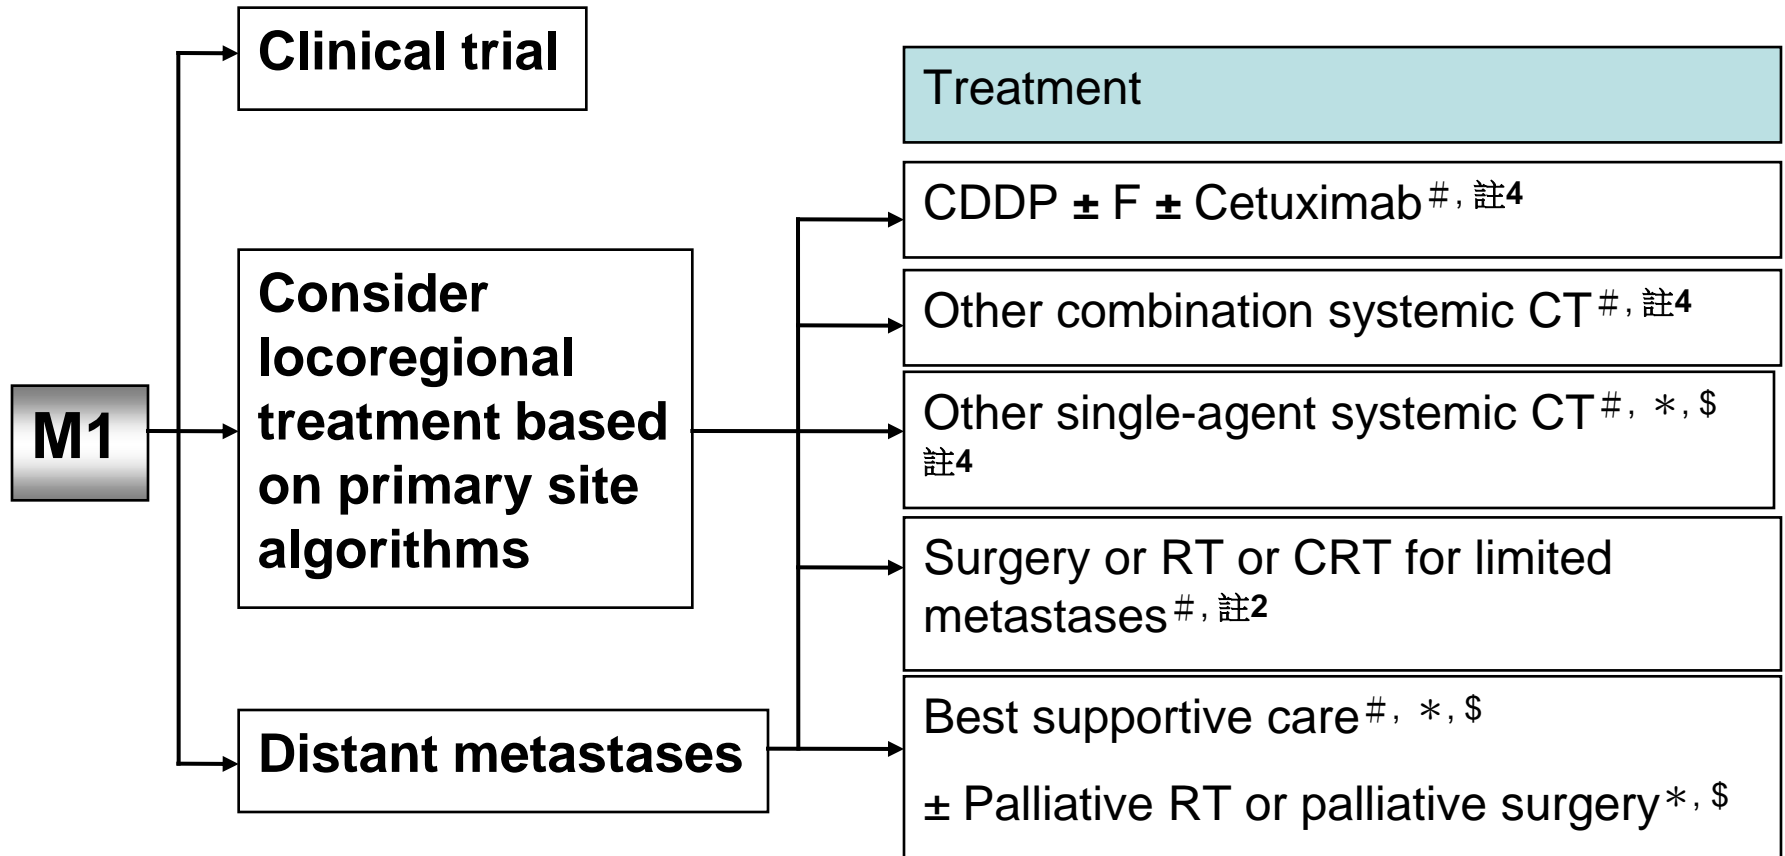 Clinical trial
Treatment
CDDP ± F ± Cetuximab#, 註4
Consider
locoregional
treatment based
on primary site
algorithms
Other combination systemic CT#, 註4
M1
Other single-agent systemic CT#, *, $
註4
Surgery or RT or CRT for limited
metastases#, 註2
Distant metastases
Best supportive care#, *, $
± Palliative RT or palliative surgery*, $